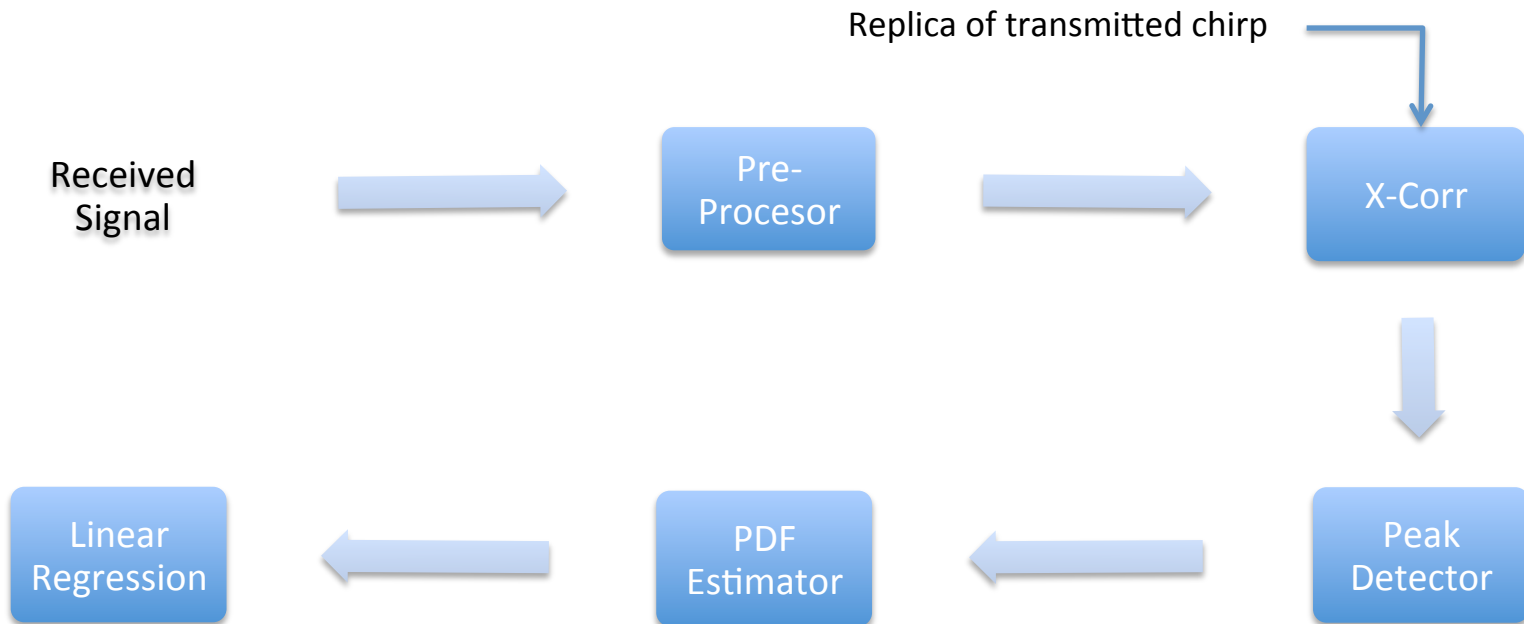 Replica of transmitted chirp
Received
Signal
Pre-
Procesor
X-Corr
Peak
Detector
PDF
Estimator
Linear
Regression